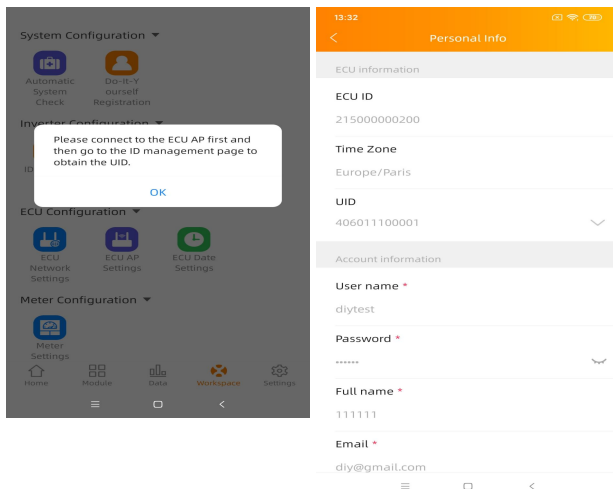 System Configuration
Automatic
System
Check
Do-It-Y
ourself
Registration
Inverter Configuration
Please connect to the ECU AP first and
then go to the ID management page to
obtain the UID.
OK
ID
ECU Configuration
ECU
Network
Settings
ECU AP
Settings
ECU Date
Settings
Meter Configuration
Meter
Settings
Home
Module
Data
Workspace
Settings
13:32
Personal Info
ECU information
ECU ID
215000000200
Time Zone
Europe/Paris
UID
406011100001
Account information
User name *
diytest
Password *
••••••
Full name *
111111
Email *
diy@gmail.com